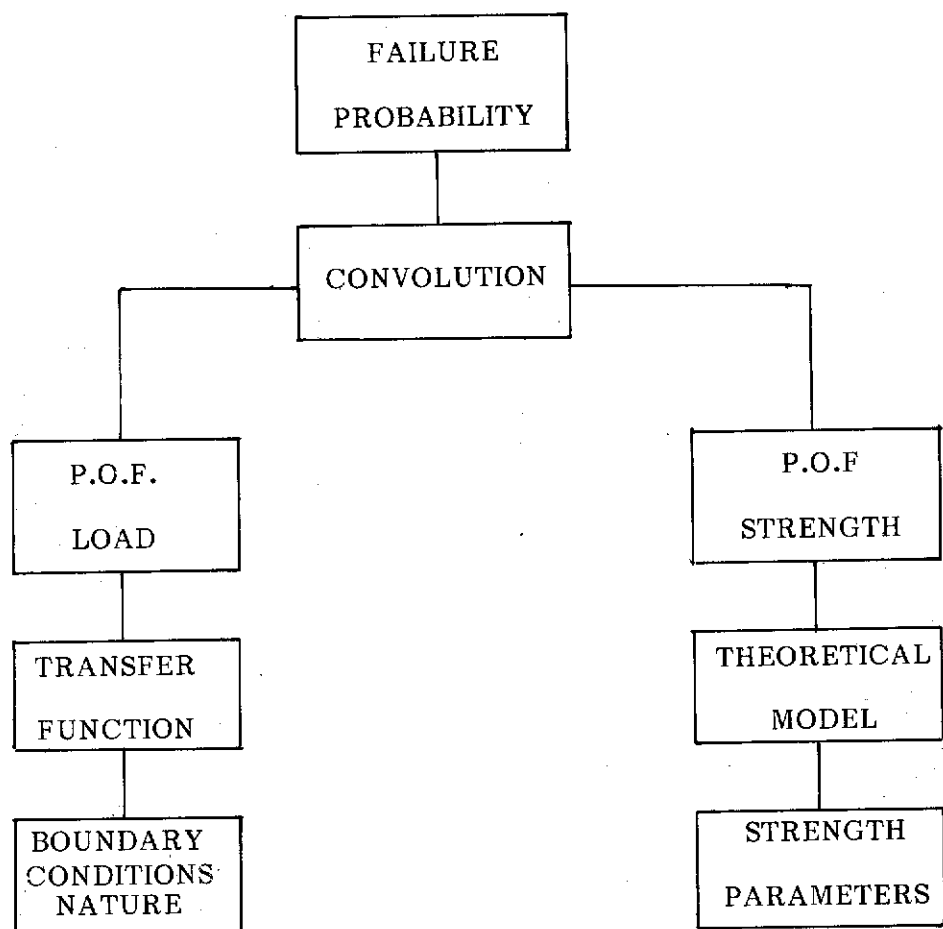 FAILURE
PROBABILITY
CONVOLUTION
P.O.F.
LOAD
P.O.F
STRENGTH
TRANSFER
FUNCTION
THEORETICAL
MODEL
BOUNDARY
CONDITIONS
NATURE
STRENGTH
PARAMETERS